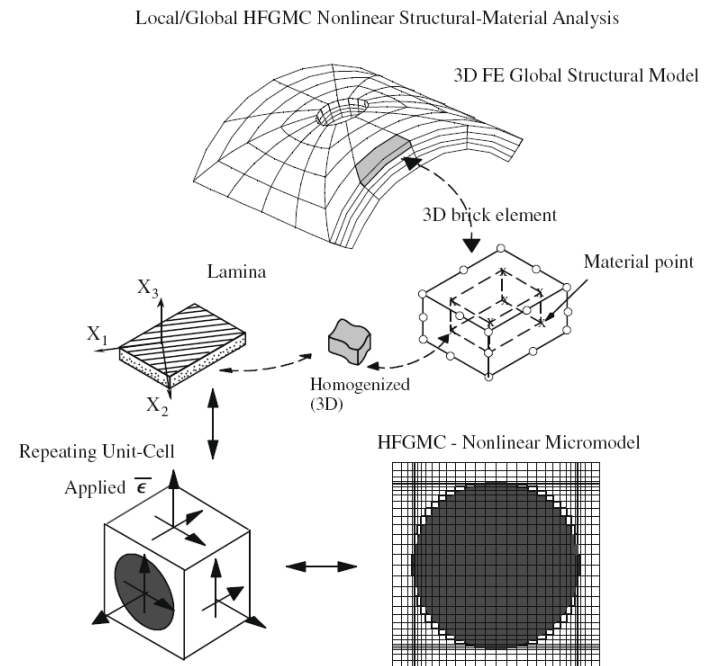 Local/Global HFGMC Nonlinear Structural-Material Analysis
3D FE Global Structural Model
3D brick element
Material point
Lamina
X3
X1
X2
Homogenized
(3D)
Repeating Unit-Cell
Applied ϵ̅
HFGMC - Nonlinear Micromodel